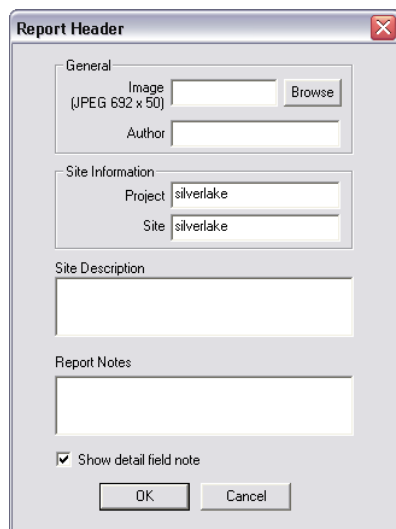 Report Header
General
Image
(JPEG 692 x 50)
Browse
Author
Site Information
Project silverlake
Site silverlake
Site Description
Report Notes
Show detail field note
OK Cancel